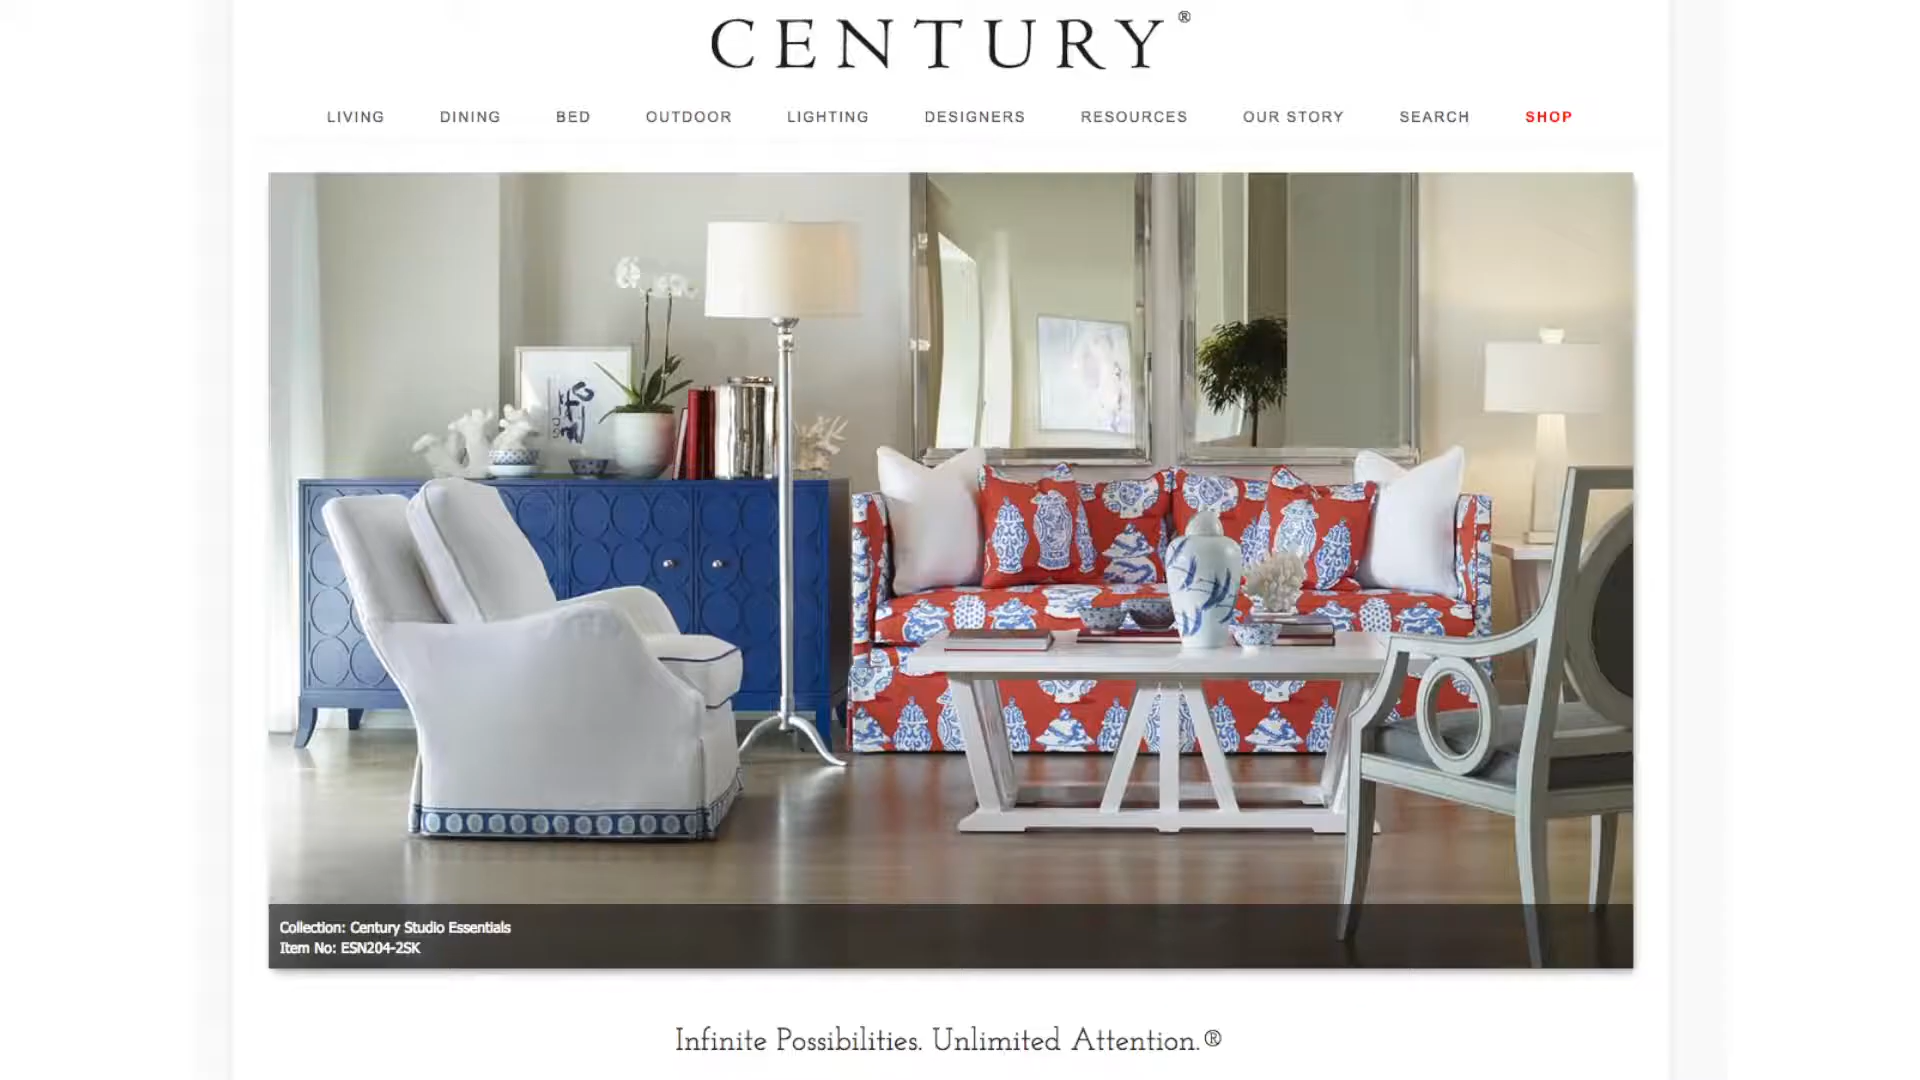 CENTURY®
LIVING DINING BED OUTDOOR LIGHTING DESIGNERS RESOURCES OUR STORY SEARCH SHOP
Collection: Century Studio Essentials
Item No: ESN204-2SK
Infinite Possibilities. Unlimited Attention.®